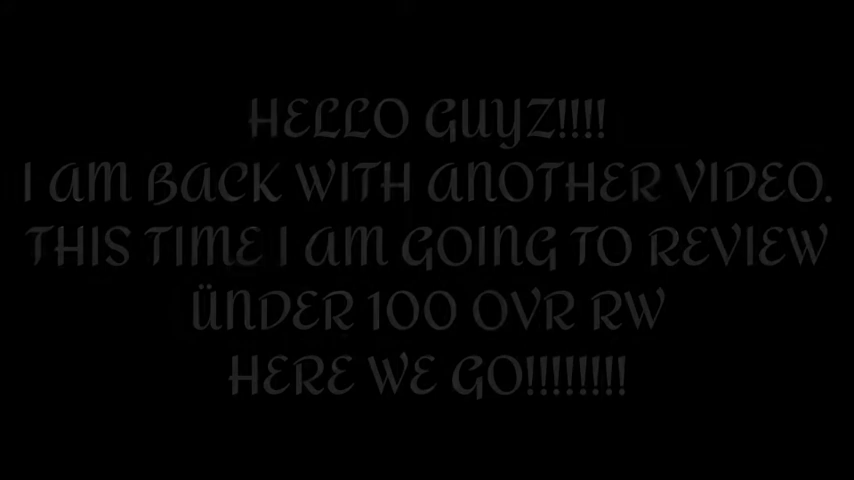 HELLO GUYZ!!!!
I AM BACK WITH ANOTHER VIDEO.
THIS TIME I AM GOING TO REVIEW
ÜNDER 100 OVR RW
HERE WE GO!!!!!!!!